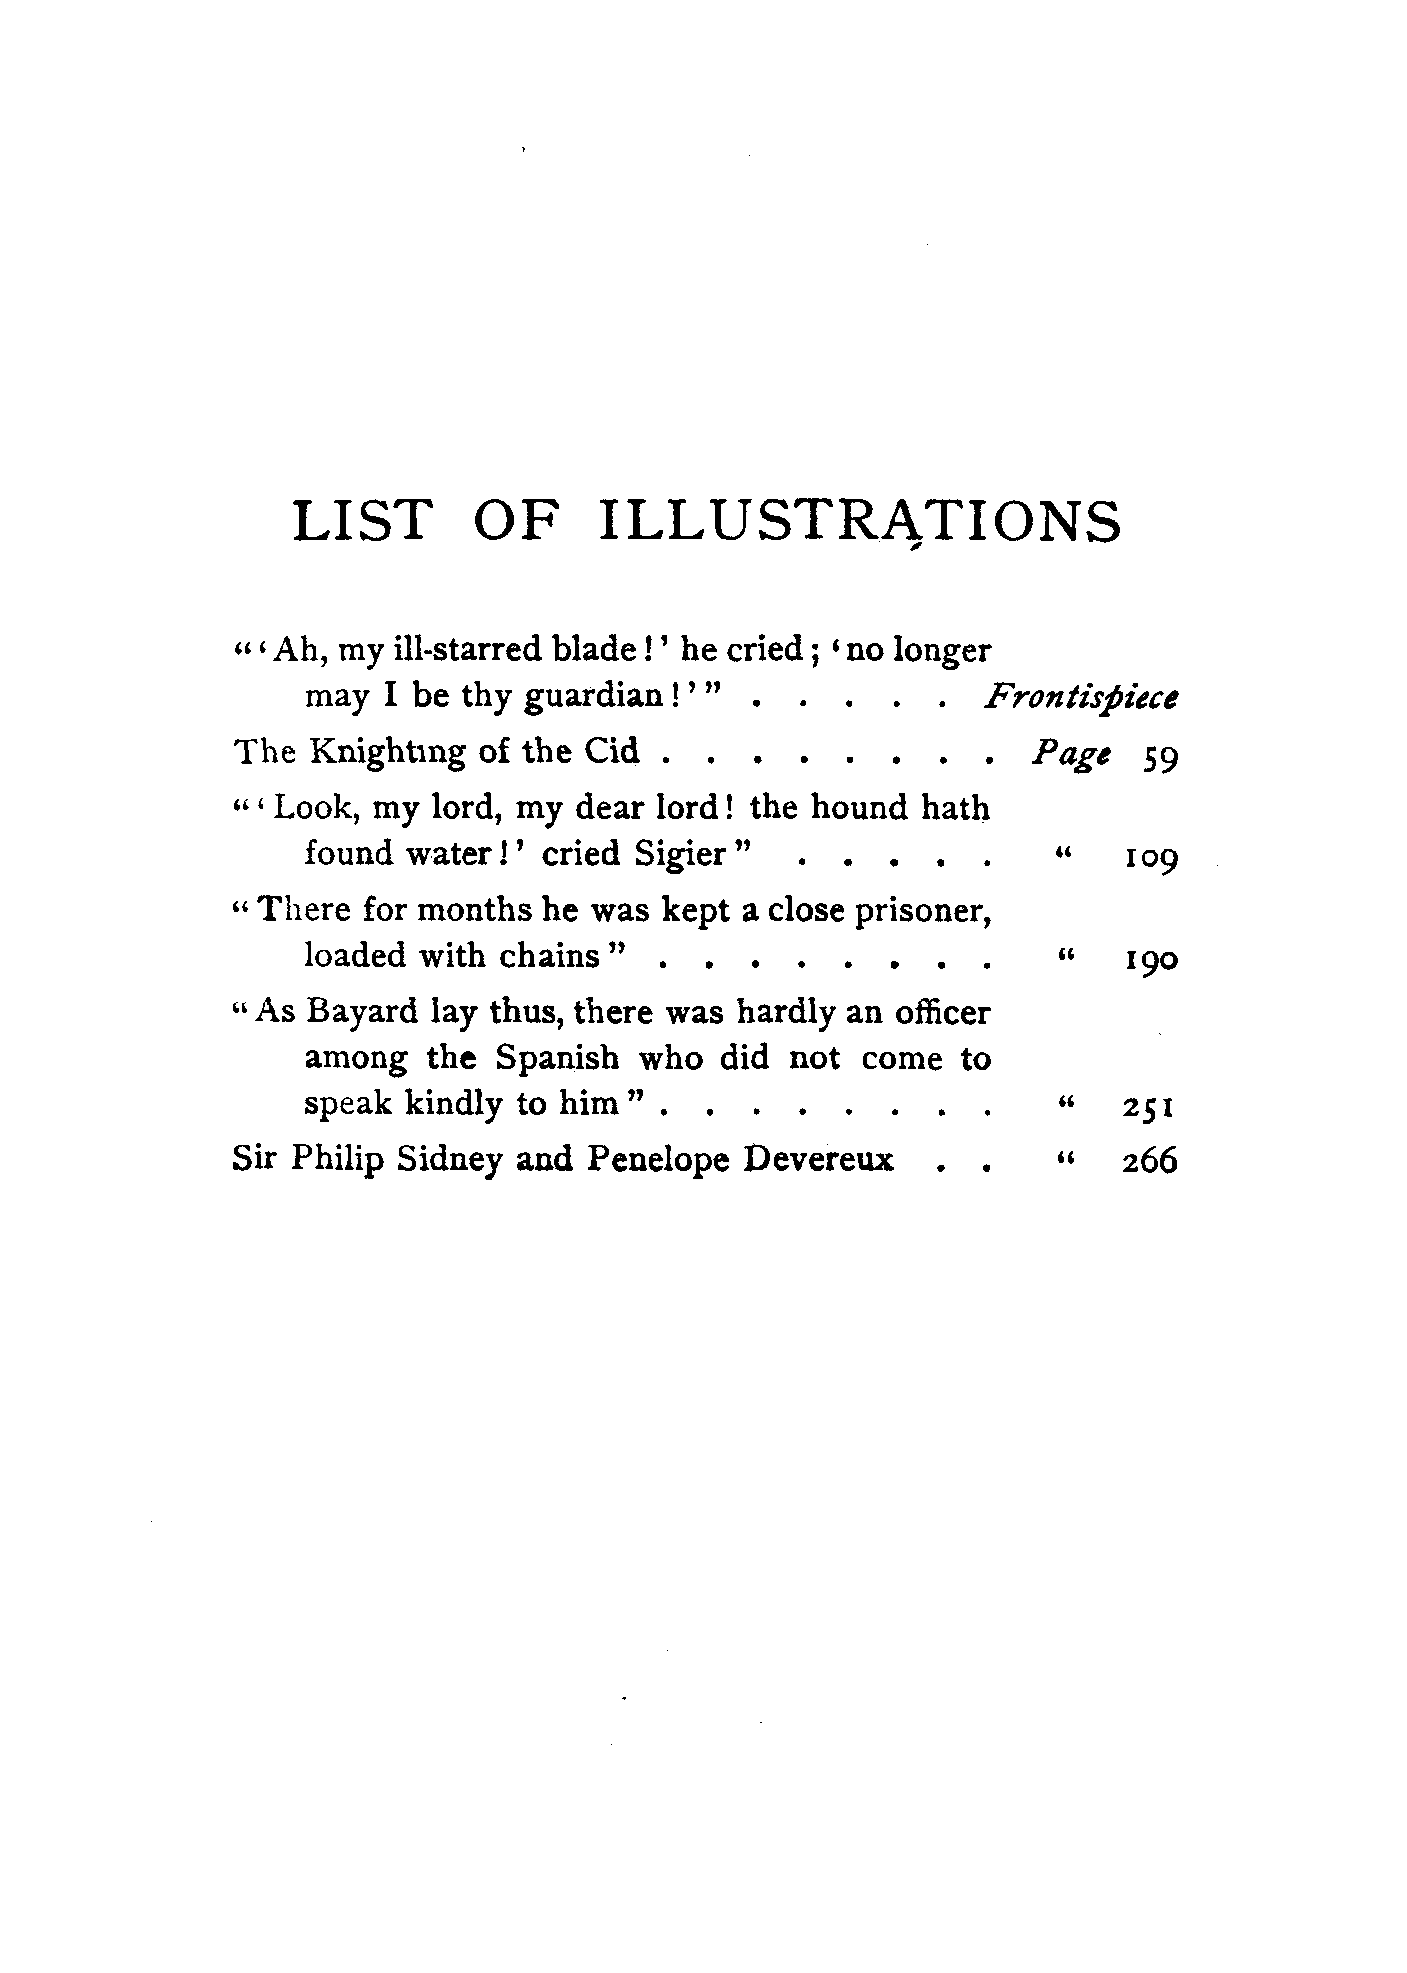 LIST OF ILLUSTRATIONS
“‘Ah, my ill-starred blade!’ he cried; ‘no longer
may I be thy guardian!’” . . . . . Frontispiece
The Knighting of the Cid . . . . . . . . Page 59
“‘Look, my lord, my dear lord! the hound hath
found water!’ cried Sigier” . . . . . “ 109
“There for months he was kept a close prisoner,
loaded with chains” . . . . . . . . “ 190
“As Bayard lay thus, there was hardly an officer
among the Spanish who did not come to
speak kindly to him” . . . . . . . . “ 251
Sir Philip Sidney and Penelope Devereux . . “ 266